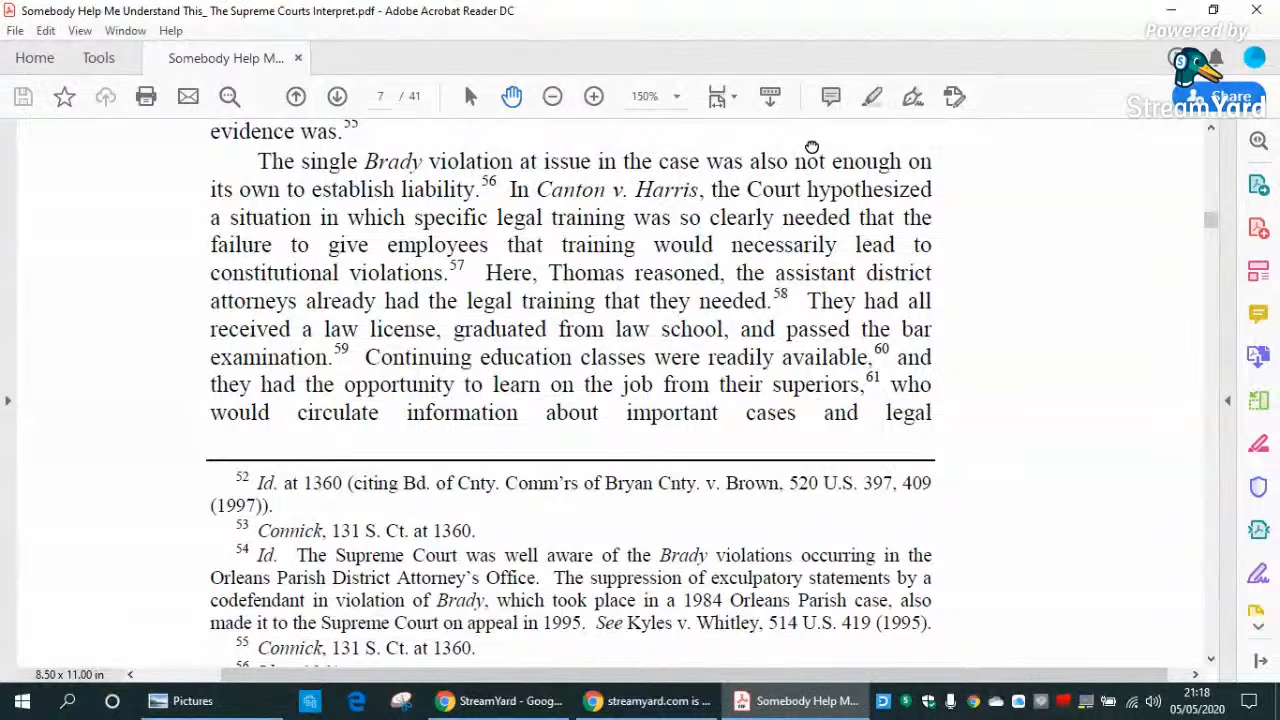 Somebody Help Me Understand This_ The Supreme Courts Interpret.pdf - Adobe Acrobat Reader DC
File Edit View Window Help
Powered by
Home Tools Somebody Help M...
StreamYard
Share
7 / 41 150%
evidence was.55
The single Brady violation at issue in the case was also not enough on
its own to establish liability.56 In Canton v. Harris, the Court hypothesized
a situation in which specific legal training was so clearly needed that the
failure to give employees that training would necessarily lead to
constitutional violations.57 Here, Thomas reasoned, the assistant district
attorneys already had the legal training that they needed.58 They had all
received a law license, graduated from law school, and passed the bar
examination.59 Continuing education classes were readily available,60 and
they had the opportunity to learn on the job from their superiors,61 who
would circulate information about important cases and legal
52 Id. at 1360 (citing Bd. of Cnty. Comm'rs of Bryan Cnty. v. Brown, 520 U.S. 397, 409
(1997)).
53 Connick, 131 S. Ct. at 1360.
54 Id. The Supreme Court was well aware of the Brady violations occurring in the
Orleans Parish District Attorney's Office. The suppression of exculpatory statements by a
codefendant in violation of Brady, which took place in a 1984 Orleans Parish case, also
made it to the Supreme Court on appeal in 1995. See Kyles v. Whitley, 514 U.S. 419 (1995).
55 Connick, 131 S. Ct. at 1360.
56
8.50 x 11.00 in
Pictures
StreamYard - Goog...
streamyard.com is ...
Somebody Help M...
21:18
05/05/2020